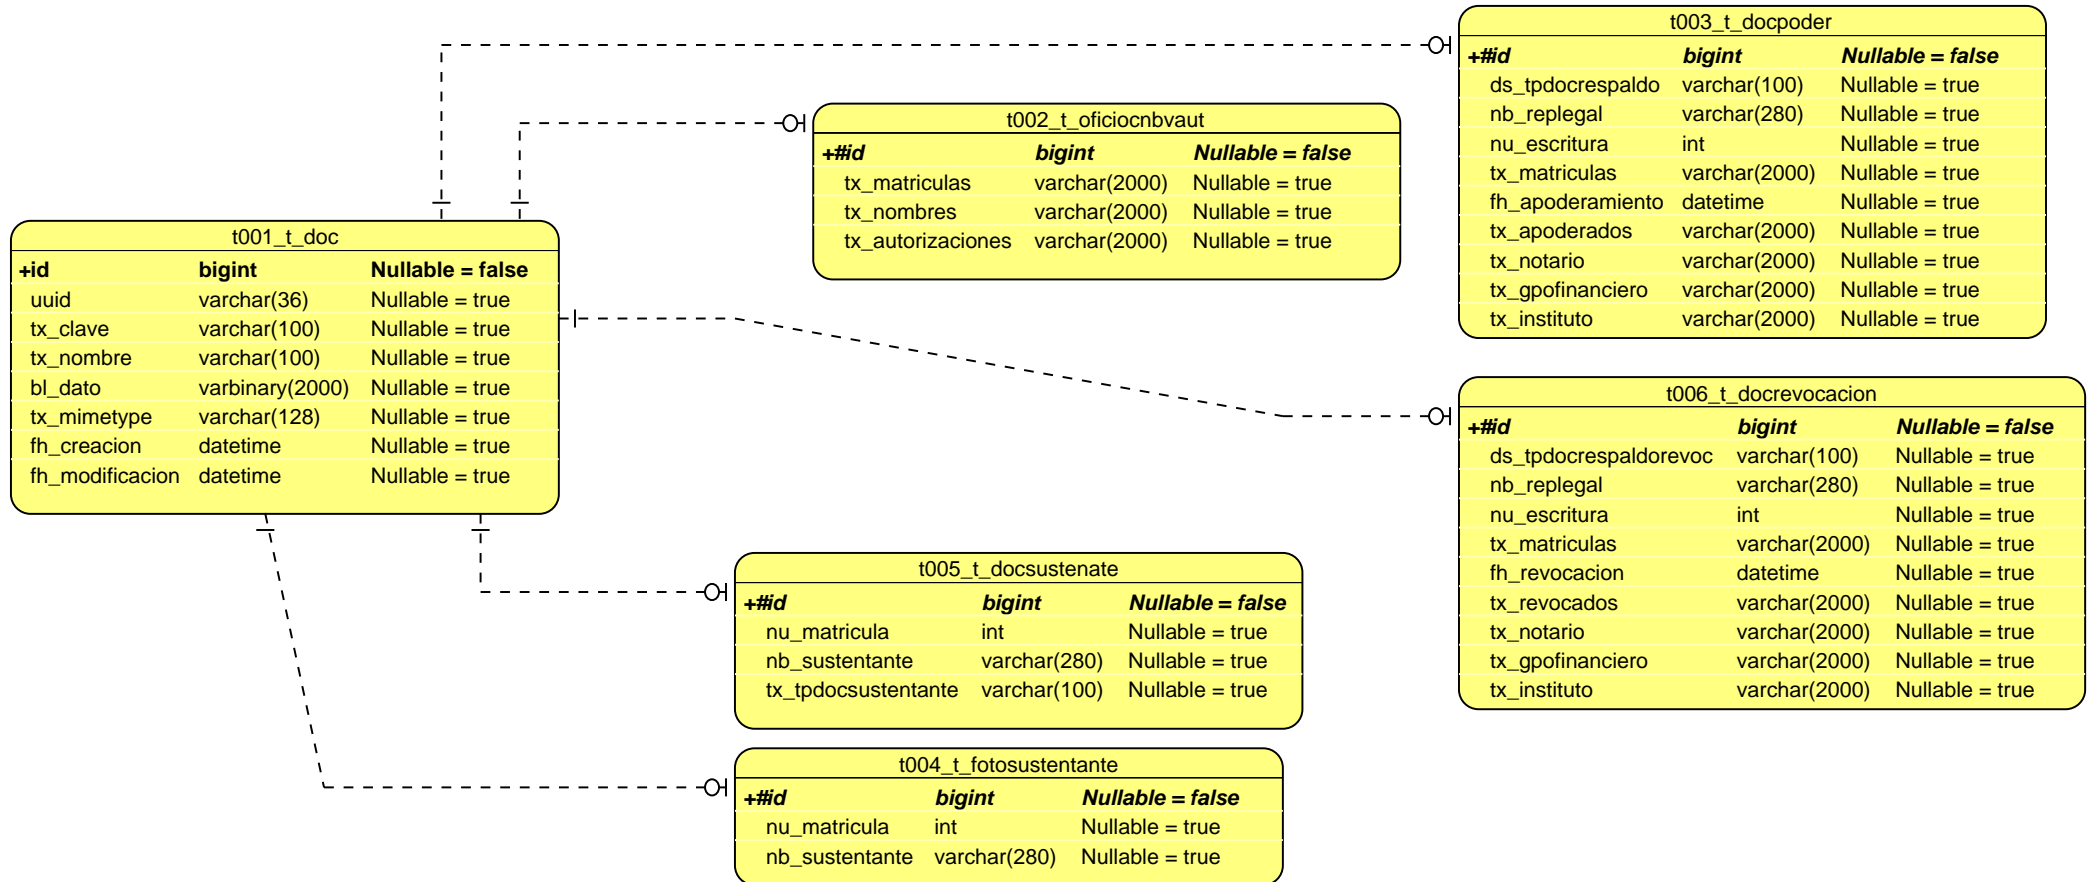 t003_t_docpoder
+#id bigint Nullable = false
ds_tpdocrespaldo varchar(100) Nullable = true
nb_replegal varchar(280) Nullable = true
nu_escritura int Nullable = true
tx_matriculas varchar(2000) Nullable = true
fh_apoderamiento datetime Nullable = true
tx_apoderados varchar(2000) Nullable = true
tx_notario varchar(2000) Nullable = true
tx_gpofinanciero varchar(2000) Nullable = true
tx_instituto varchar(2000) Nullable = true
t002_t_oficiocnbvaut
+#id bigint Nullable = false
tx_matriculas varchar(2000) Nullable = true
tx_nombres varchar(2000) Nullable = true
tx_autorizaciones varchar(2000) Nullable = true
t001_t_doc
+id bigint Nullable = false
uuid varchar(36) Nullable = true
tx_clave varchar(100) Nullable = true
tx_nombre varchar(100) Nullable = true
bl_dato varbinary(2000) Nullable = true
tx_mimetype varchar(128) Nullable = true
fh_creacion datetime Nullable = true
fh_modificacion datetime Nullable = true
t006_t_docrevocacion
+#id bigint Nullable = false
ds_tpdocrespaldorevoc varchar(100) Nullable = true
nb_replegal varchar(280) Nullable = true
nu_escritura int Nullable = true
tx_matriculas varchar(2000) Nullable = true
fh_revocacion datetime Nullable = true
tx_revocados varchar(2000) Nullable = true
tx_notario varchar(2000) Nullable = true
tx_gpofinanciero varchar(2000) Nullable = true
tx_instituto varchar(2000) Nullable = true
t005_t_docsustenate
+#id bigint Nullable = false
nu_matricula int Nullable = true
nb_sustentante varchar(280) Nullable = true
tx_tpdocsustentante varchar(100) Nullable = true
t004_t_fotosustentante
+#id bigint Nullable = false
nu_matricula int Nullable = true
nb_sustentante varchar(280) Nullable = true